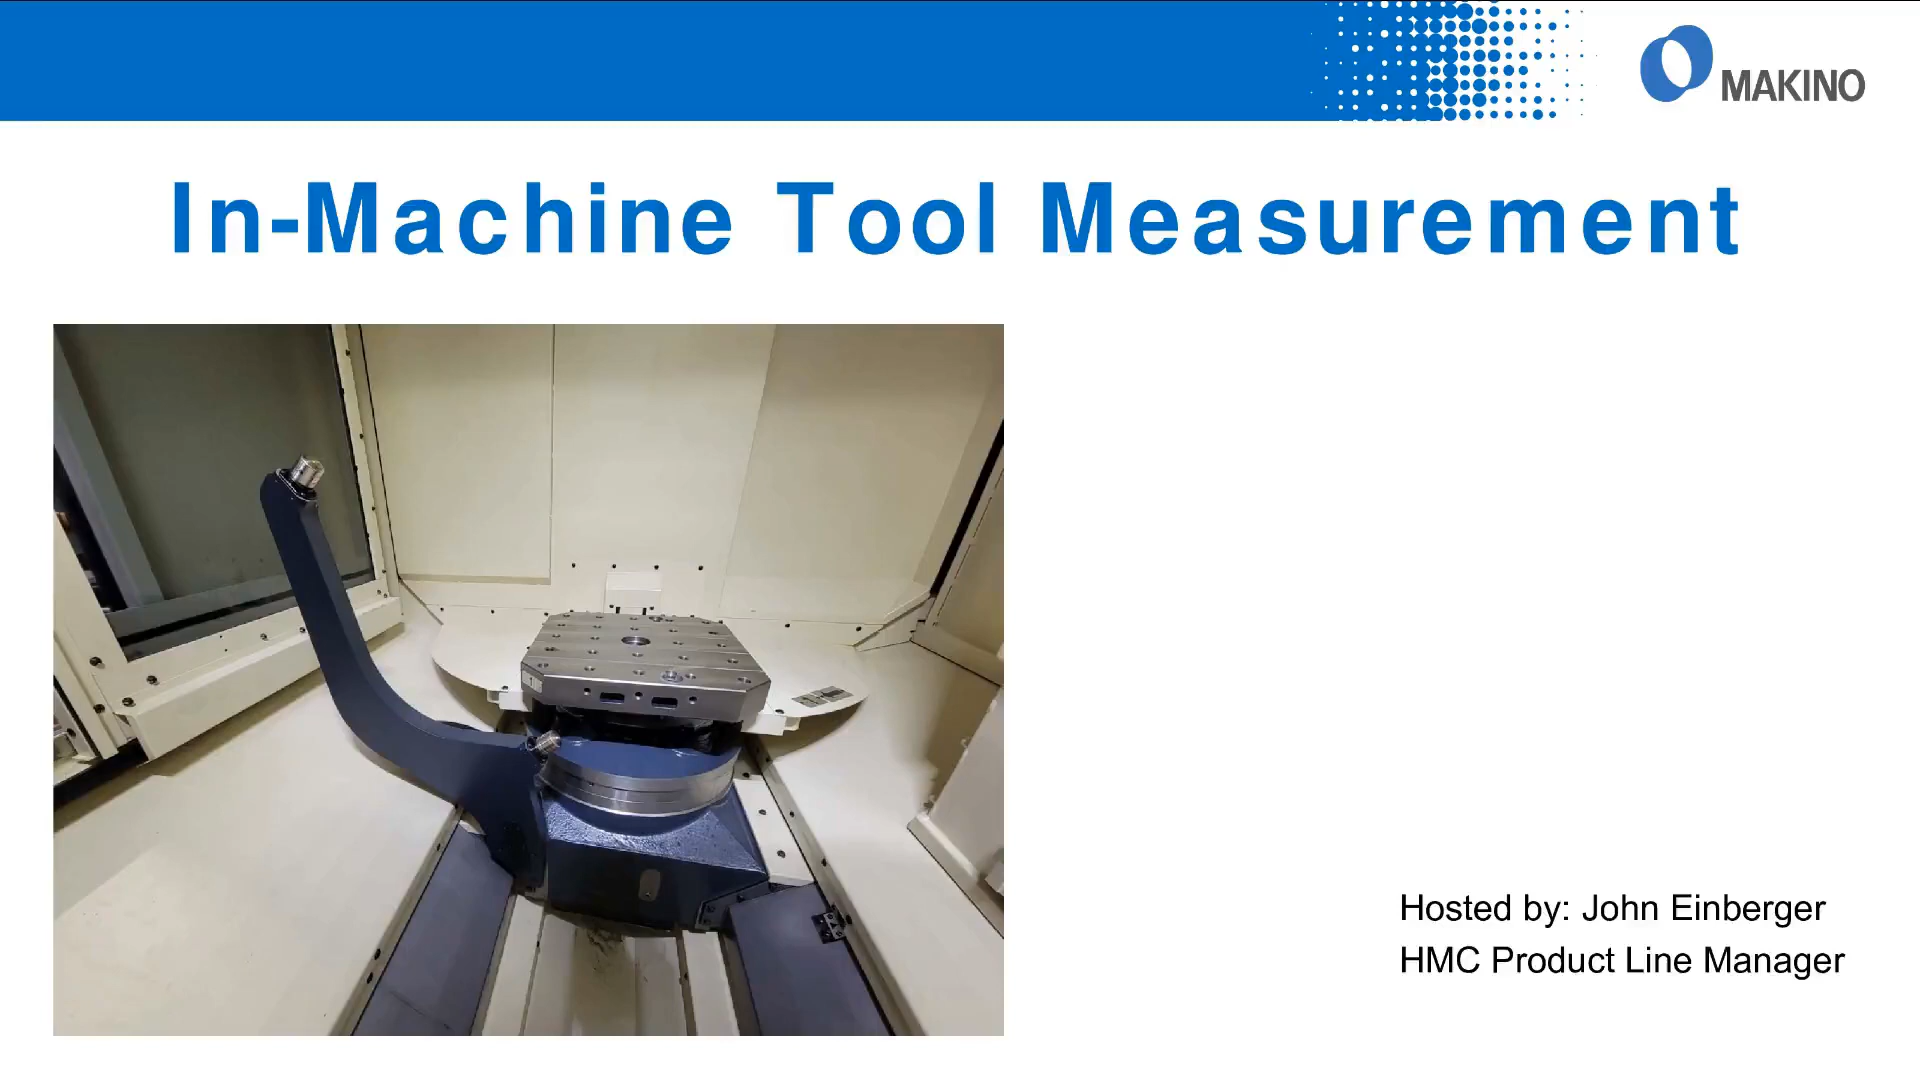 MAKINO
In-Machine Tool Measurement
Hosted by: John Einberger
HMC Product Line Manager